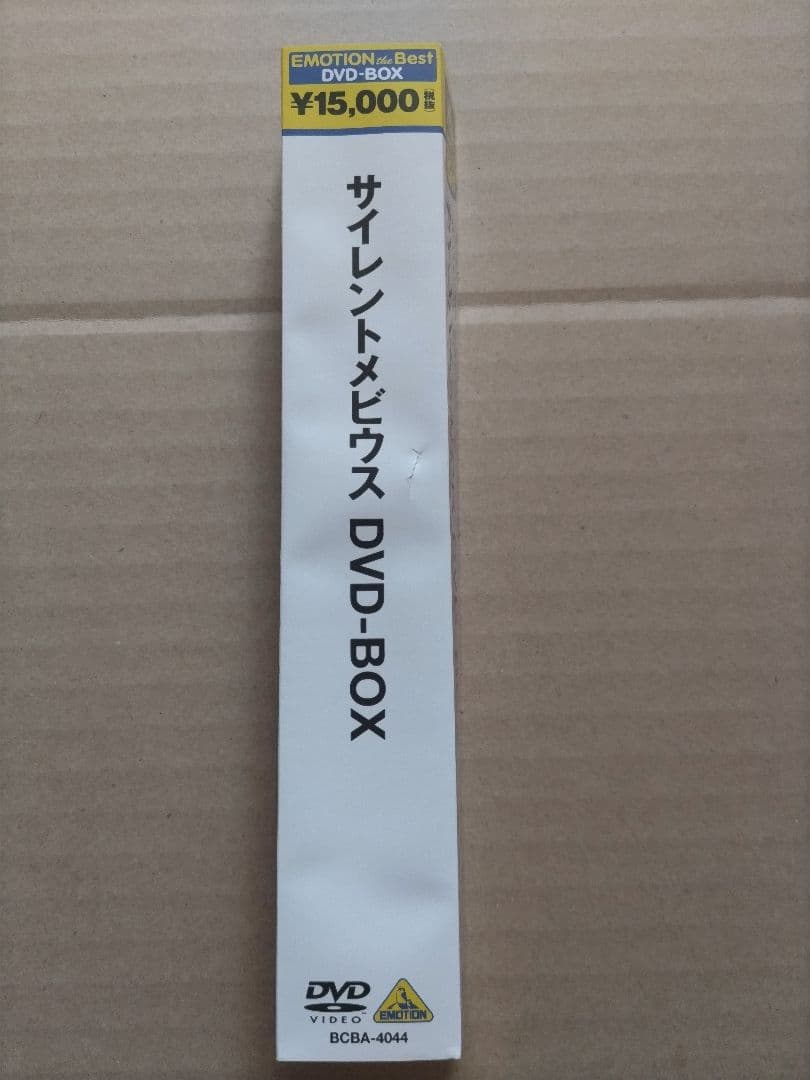 EMOTION the Best
DVD-BOX
¥15,000(税抜)
サイレントメビウス DVD-BOX
DVD
VIDEO™
EMOTION
BCBA-4044